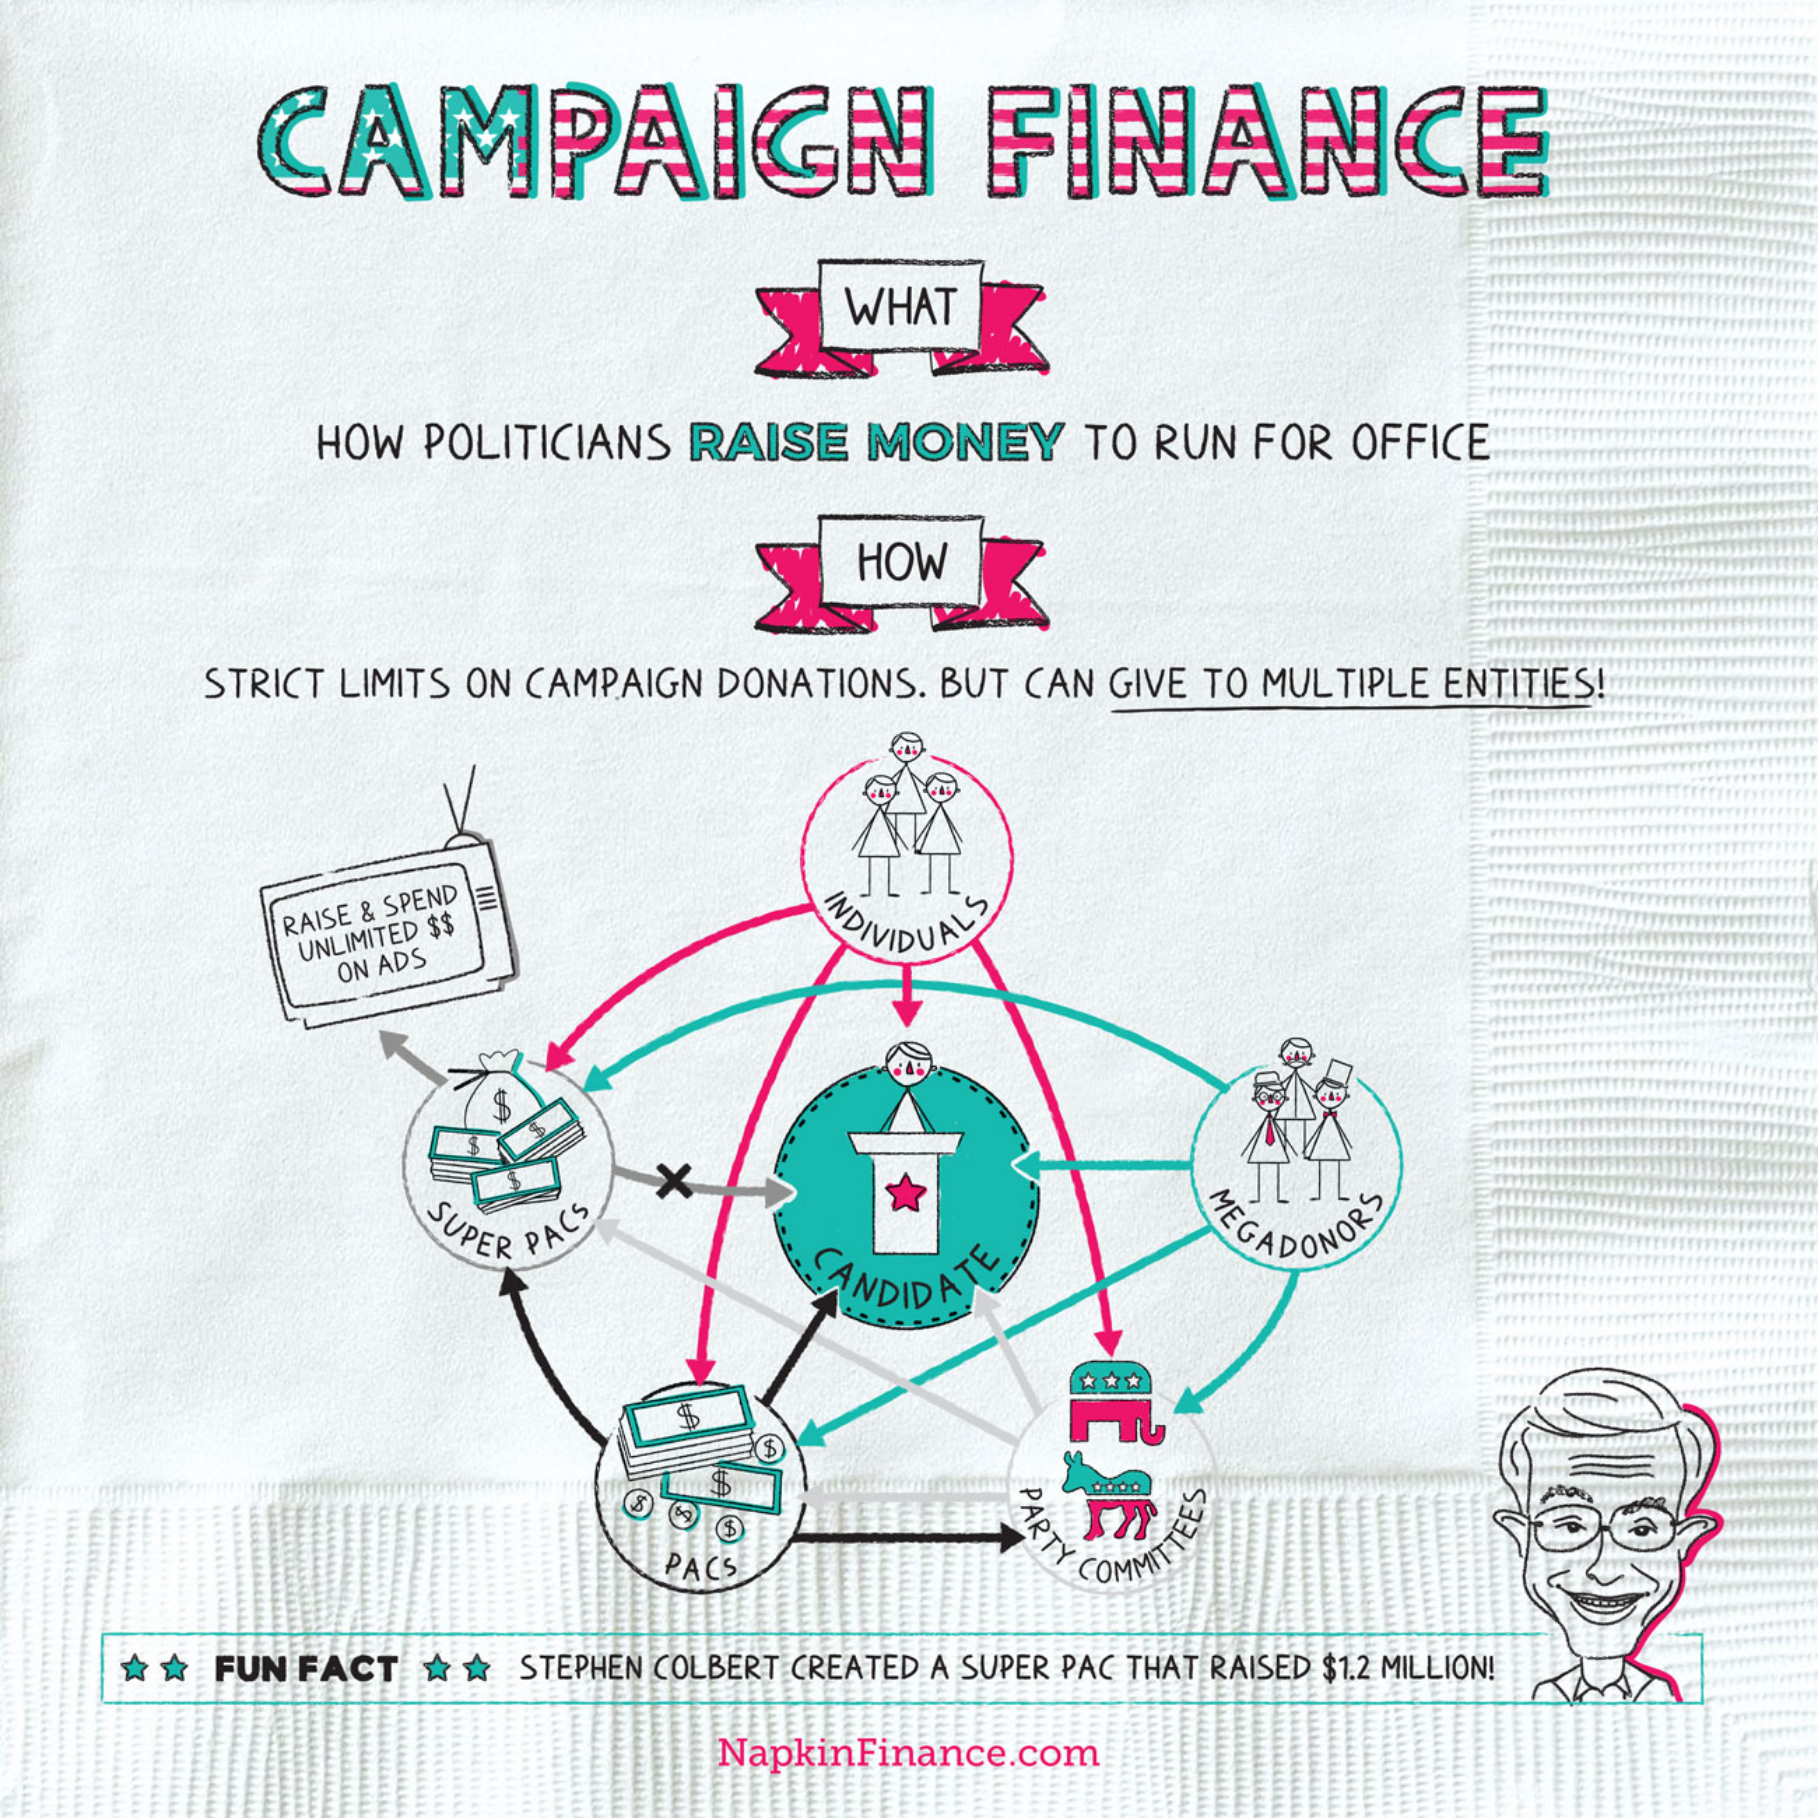 CAMPAIGN FINANCE
WHAT
HOW POLITICIANS RAISE MONEY TO RUN FOR OFFICE
HOW
STRICT LIMITS ON CAMPAIGN DONATIONS. BUT CAN GIVE TO MULTIPLE ENTITIES!
INDIVIDUALS
RAISE & SPEND
UNLIMITED $$
ON ADS
$
$
$
$
SUPER PACS
CANDIDATE
MEGADONORS
$
$
$
$
$
$
PACS
PARTY COMMITTEES
FUN FACT
STEPHEN COLBERT CREATED A SUPER PAC THAT RAISED $1.2 MILLION!
NapkinFinance.com